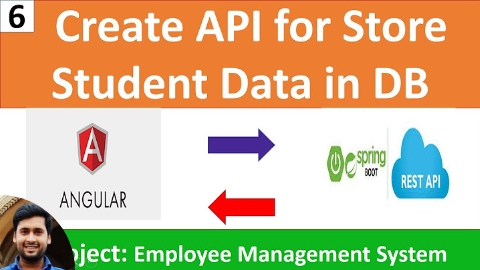 6
Create API for Store
Student Data in DB
ANGULAR
spring
BOOT
REST API
oject: Employee Management System